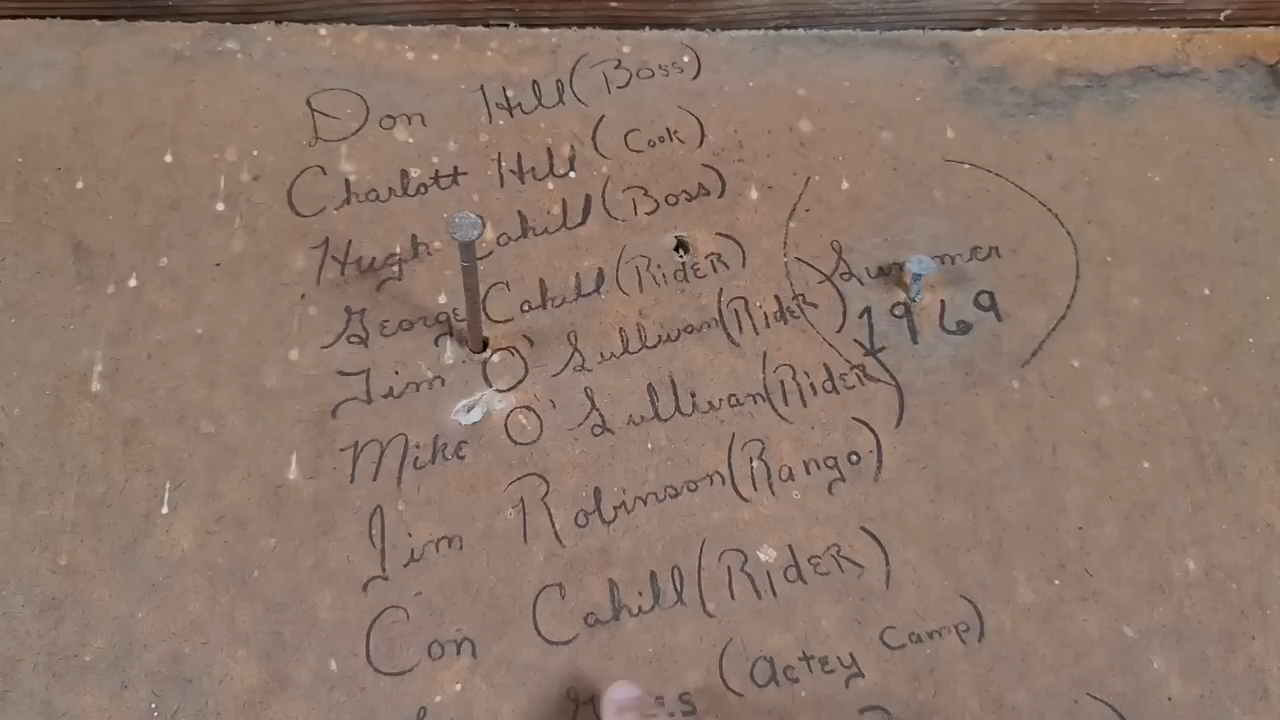 Don Hill (Boss)
Charlott Hill (Cook)
Hugh Cahill (Boss)
George Cahill (RidER)
Jim O'Sullivan (RidER)
Mike O'Sullivan (RidER)
Jim Robinson (Rango)
Con Cahill (RidER)
(actey Camp)
Summer
1969